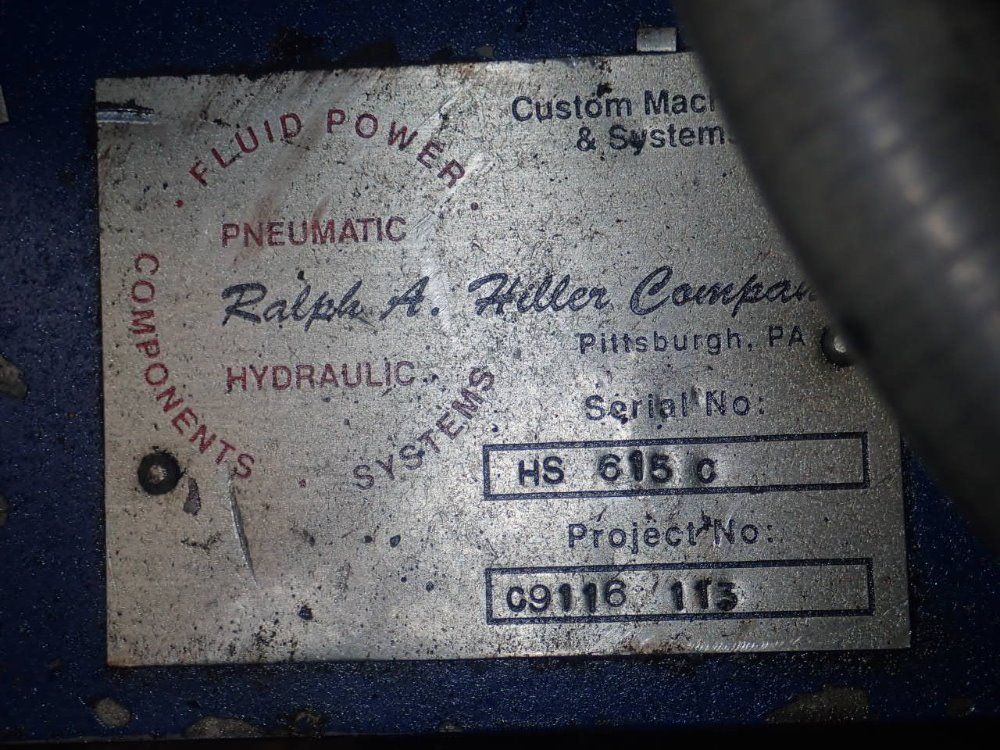 FLUID POWER
COMPONENTS
SYSTEMS
PNEUMATIC
HYDRAULIC
Custom Mac
& Systems
Ralph A. Hiller Compan
Pittsburgh, PA
Serial No:
HS 615 C
Project No:
C9116 113